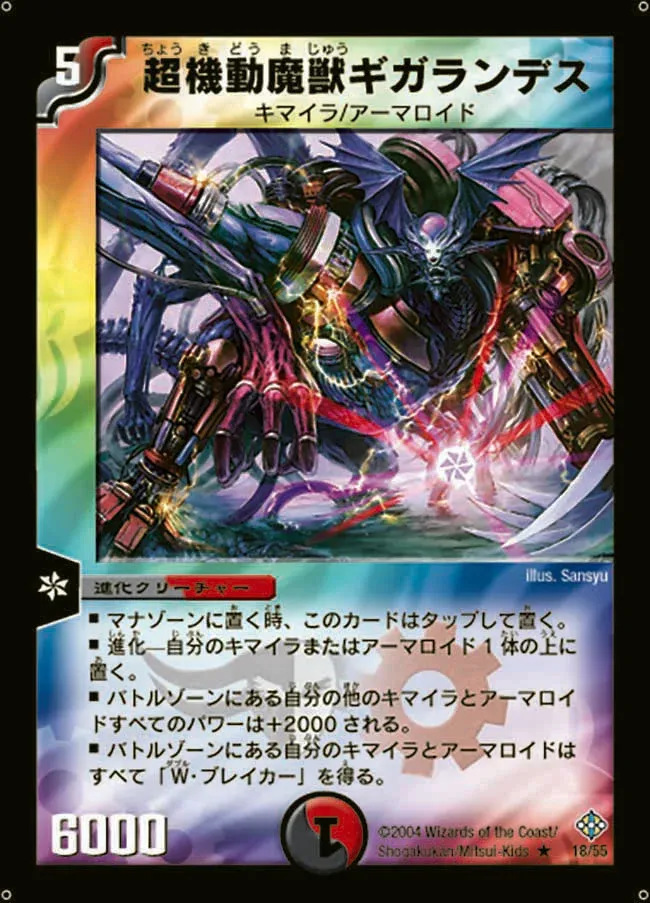 5
ちょうきどうまじゅう
超機動魔獣ギガランデス
キマイラ/アーマロイド
illus. Sansyu
進化クリーチャー
■ マナゾーンに置く時、このカードはタップして置く。
■ 進化—自分のキマイラまたはアーマロイド1体の上に
置く。
■ バトルゾーンにある自分の他のキマイラとアーマロイ
ドすべてのパワーは+2000される。
■ バトルゾーンにある自分のキマイラとアーマロイドは
すべて「W・ブレイカー」を得る。
6000
1
©2004 Wizards of the Coast/
Shogakukan/Mitsui-Kids ★ 18/55